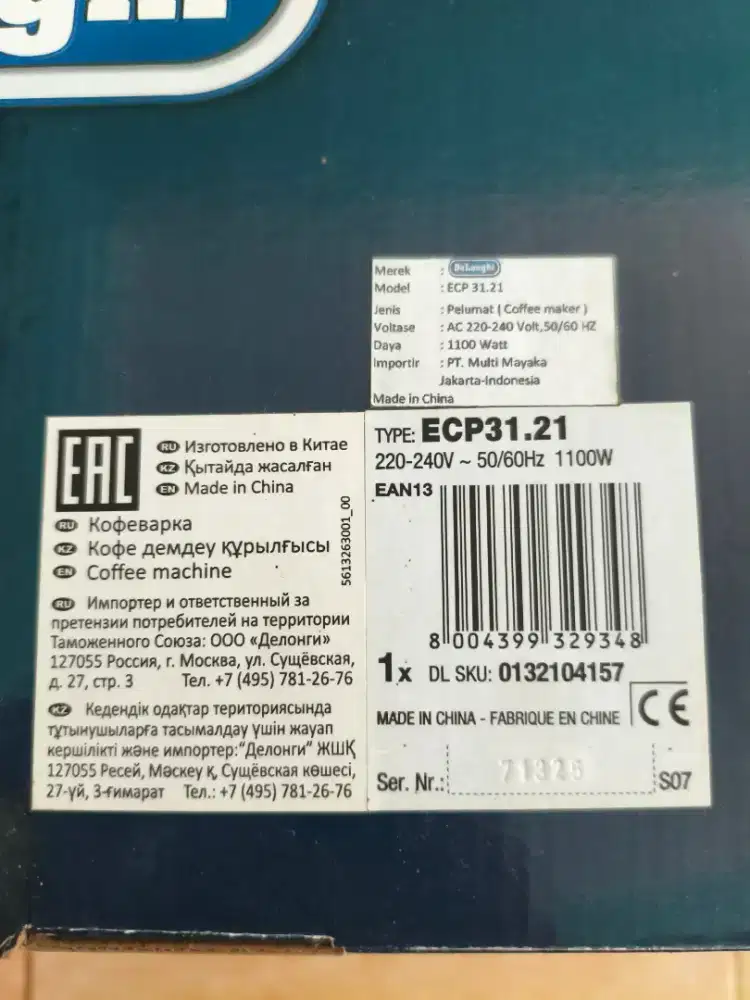 Merek : DeLonghi
Model : ECP 31.21
Jenis : Pelumat ( Coffee maker )
Voltase : AC 220-240 Volt,50/60 HZ
Daya : 1100 Watt
Importir : PT. Multi Mayaka
Jakarta-Indonesia
Made in China
EAC
RU Изготовлено в Китае
KZ Қытайда жасалған
EN Made in China
RU Кофеварка
KZ Кофе демдеу құрылғысы
EN Coffee machine
5613263001_00
RU Импортер и ответственный за
претензии потребителей на территории
Таможенного Союза: ООО «Делонги»
127055 Россия, г. Москва, ул. Сущёвская,
д. 27, стр. 3 Тел. +7 (495) 781-26-76
KZ Кедендік одақтар териториясында
тұтынушыларға тасымалдау үшін жауап
кершілікті және импортер:“Делонги” ЖШҚ
127055 Ресей, Мәскеу қ, Сущёвская көшесі,
27-үй, 3-ғимарат Тел.: +7 (495) 781-26-76
TYPE: ECP31.21
220-240V ~ 50/60Hz 1100W
EAN13
8 004399 329348
1x DL SKU: 0132104157
MADE IN CHINA - FABRIQUE EN CHINE CE
Ser. Nr.: 71326 S07